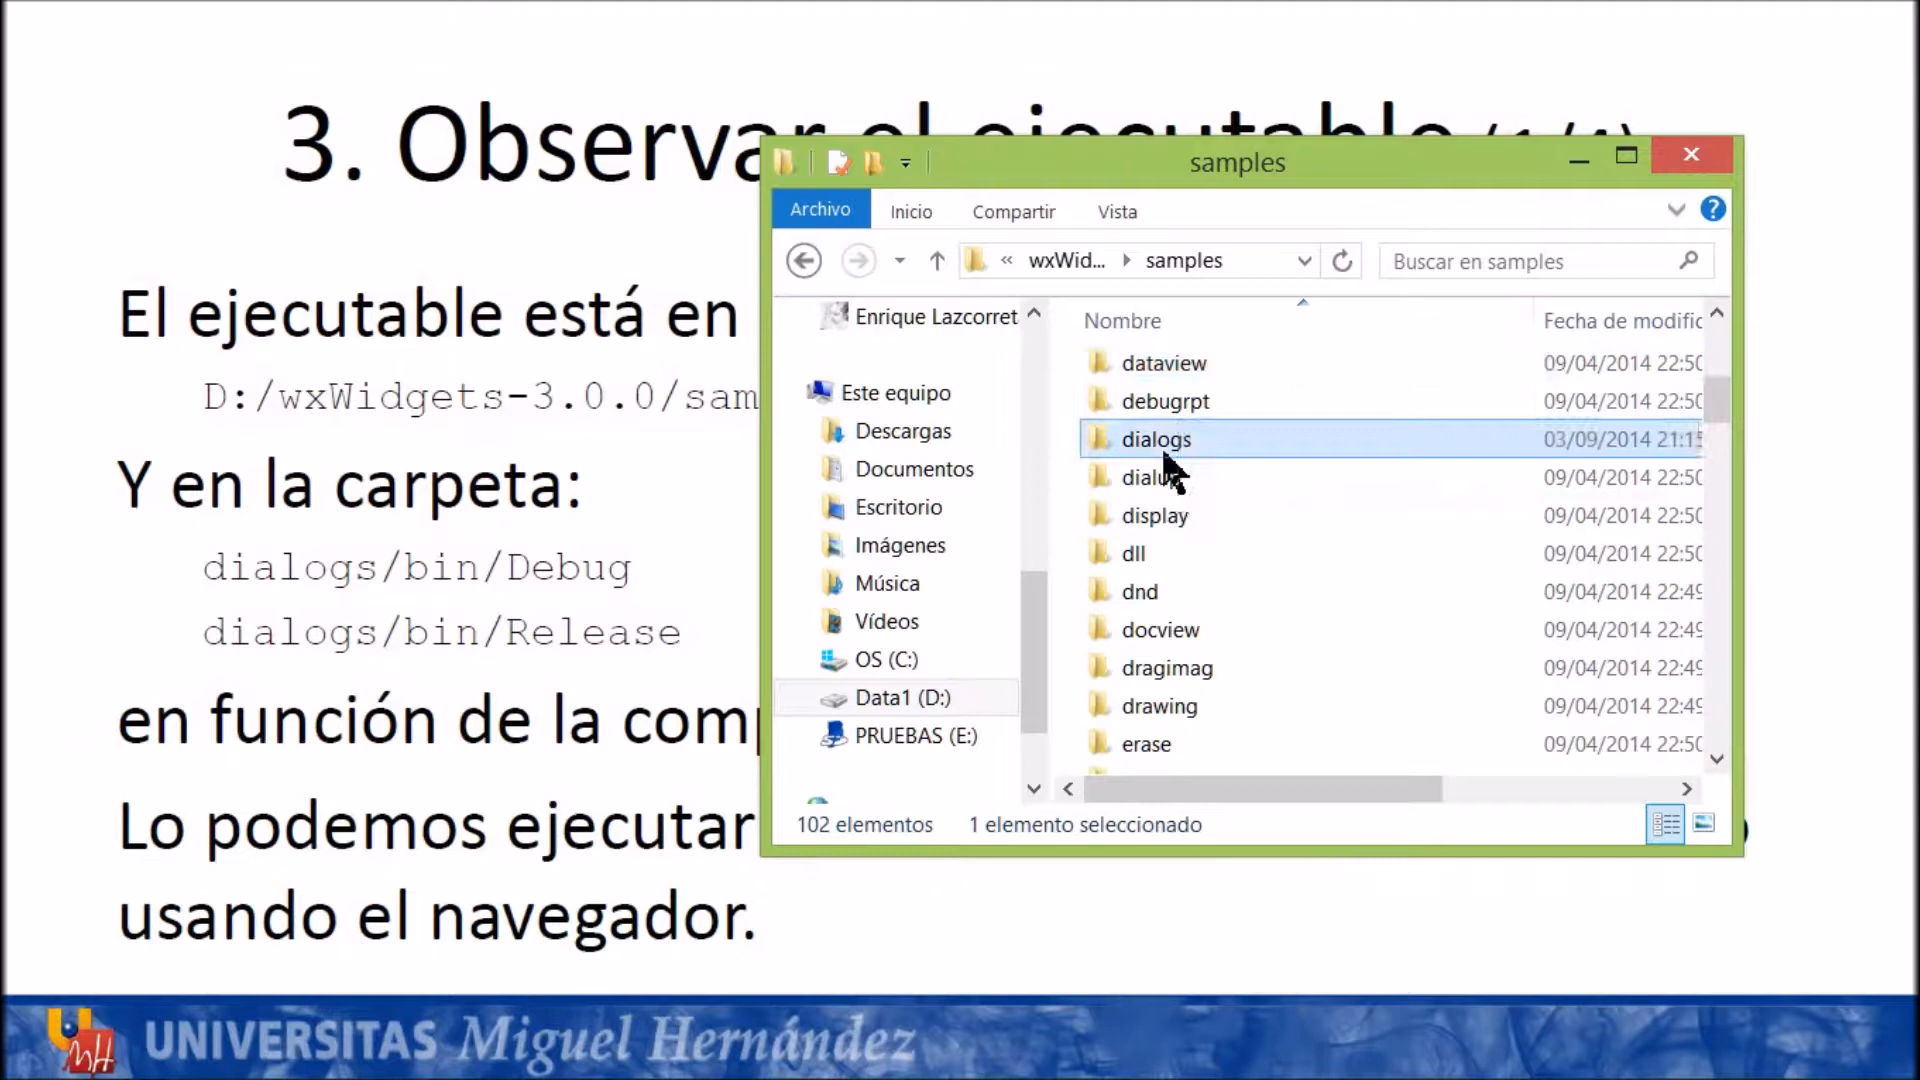 3. Observar el ejecutable (1/4)
El ejecutable está en
D:/wxWidgets-3.0.0/sam
Y en la carpeta:
dialogs/bin/Debug
dialogs/bin/Release
en función de la comp
Lo podemos ejecutar
usando el navegador.
samples
Archivo Inicio Compartir Vista
« wxWid... samples
Buscar en samples
Enrique Lazcorret
Este equipo
Descargas
Documentos
Escritorio
Imágenes
Música
Vídeos
OS (C:)
Data1 (D:)
PRUEBAS (E:)
Nombre Fecha de modific
dataview 09/04/2014 22:50
debugrpt 09/04/2014 22:50
dialogs 03/09/2014 21:15
dialup 09/04/2014 22:50
display 09/04/2014 22:50
dll 09/04/2014 22:50
dnd 09/04/2014 22:49
docview 09/04/2014 22:49
dragimag 09/04/2014 22:49
drawing 09/04/2014 22:49
erase 09/04/2014 22:50
102 elementos 1 elemento seleccionado
UNIVERSITAS Miguel Hernández